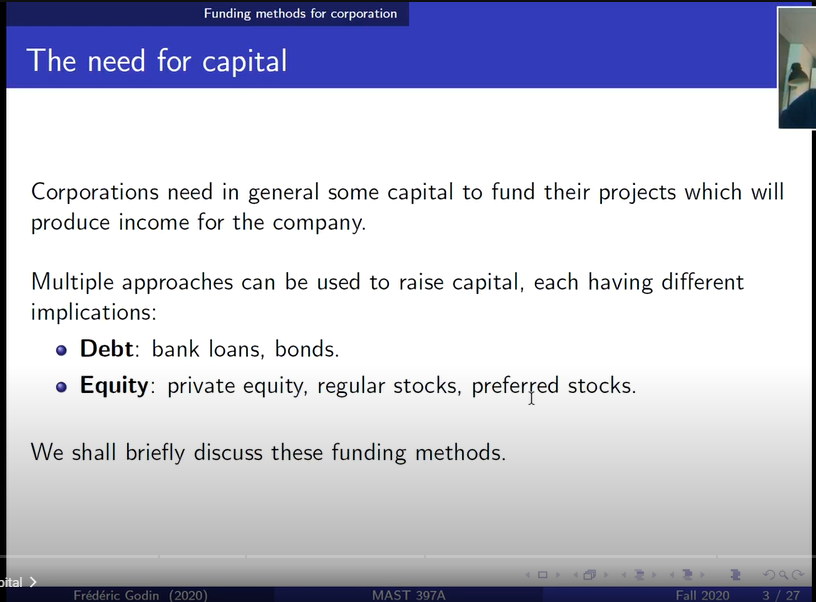 Funding methods for corporation
The need for capital
Corporations need in general some capital to fund their projects which will
produce income for the company.
Multiple approaches can be used to raise capital, each having different
implications:
Debt: bank loans, bonds.
Equity: private equity, regular stocks, preferred stocks.
We shall briefly discuss these funding methods.
Frédéric Godin (2020) MAST 397A Fall 2020 3 / 27